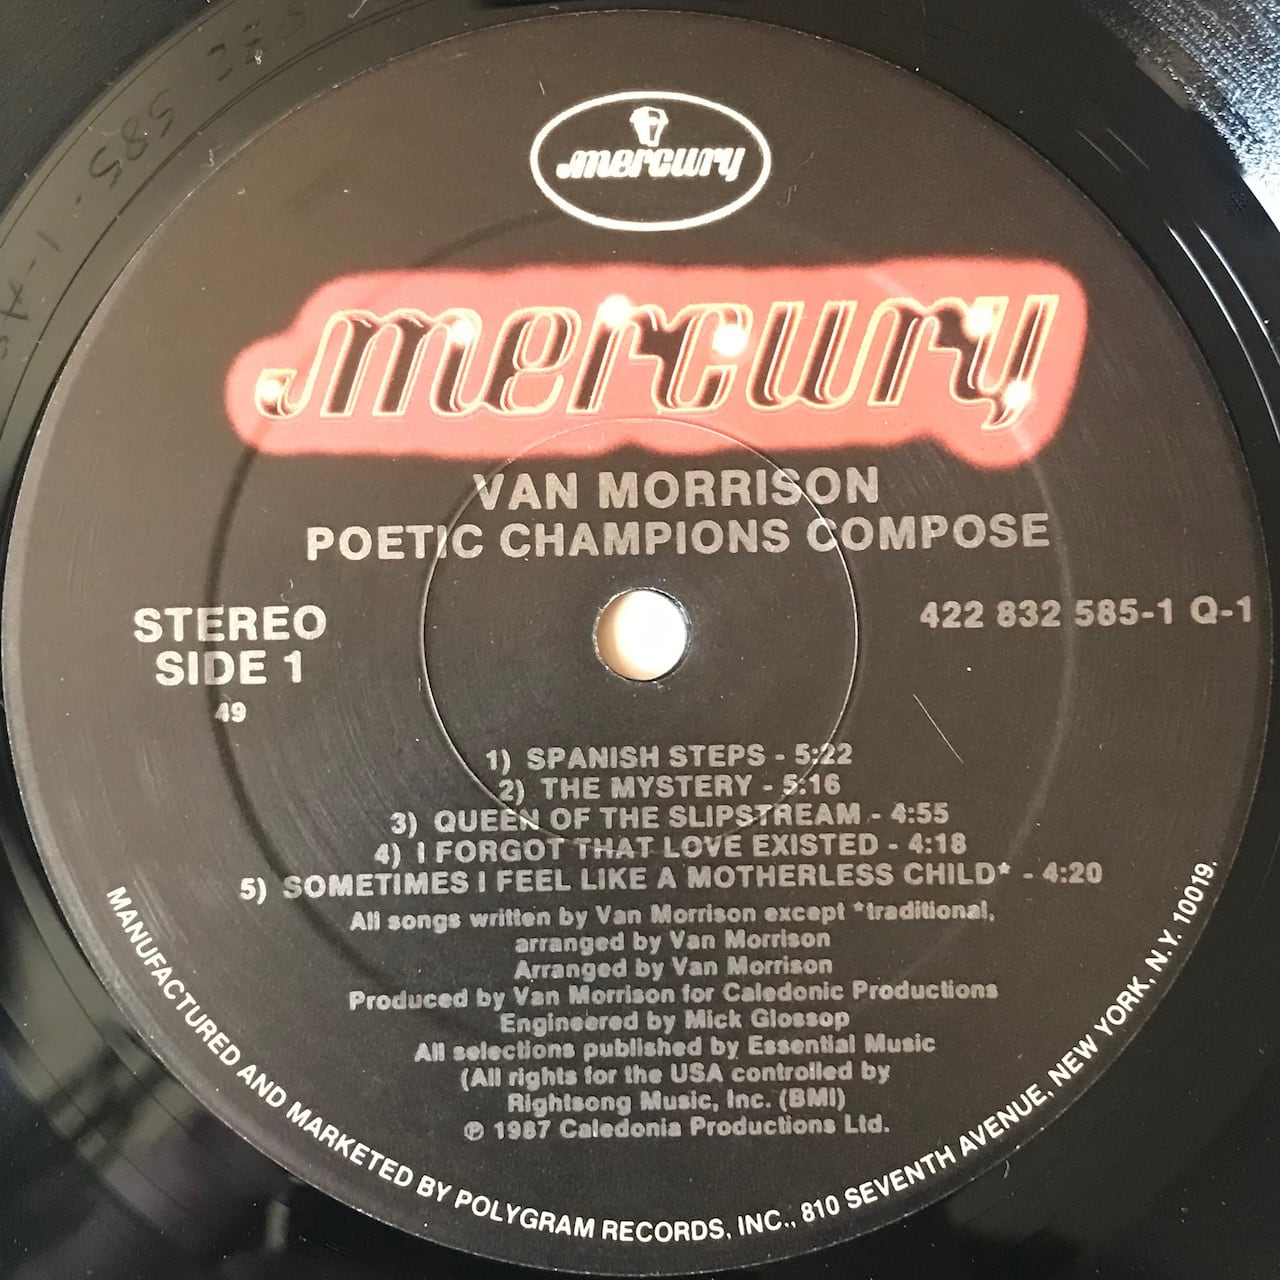 mercury
mercury
VAN MORRISON
POETIC CHAMPIONS COMPOSE
STEREO
SIDE 1
49
422 832 585-1 Q-1
1) SPANISH STEPS - 5:22
2) THE MYSTERY - 5:16
3) QUEEN OF THE SLIPSTREAM - 4:55
4) I FORGOT THAT LOVE EXISTED - 4:18
5) SOMETIMES I FEEL LIKE A MOTHERLESS CHILD* - 4:20
All songs written by Van Morrison except *traditional,
arranged by Van Morrison
Arranged by Van Morrison
Produced by Van Morrison for Caledonic Productions
Engineered by Mick Glossop
All selections published by Essential Music
(All rights for the USA controlled by
Rightsong Music, Inc. (BMI)
℗ 1987 Caledonia Productions Ltd.
MANUFACTURED AND MARKETED BY POLYGRAM RECORDS, INC., 810 SEVENTH AVENUE, NEW YORK, N.Y. 10019.